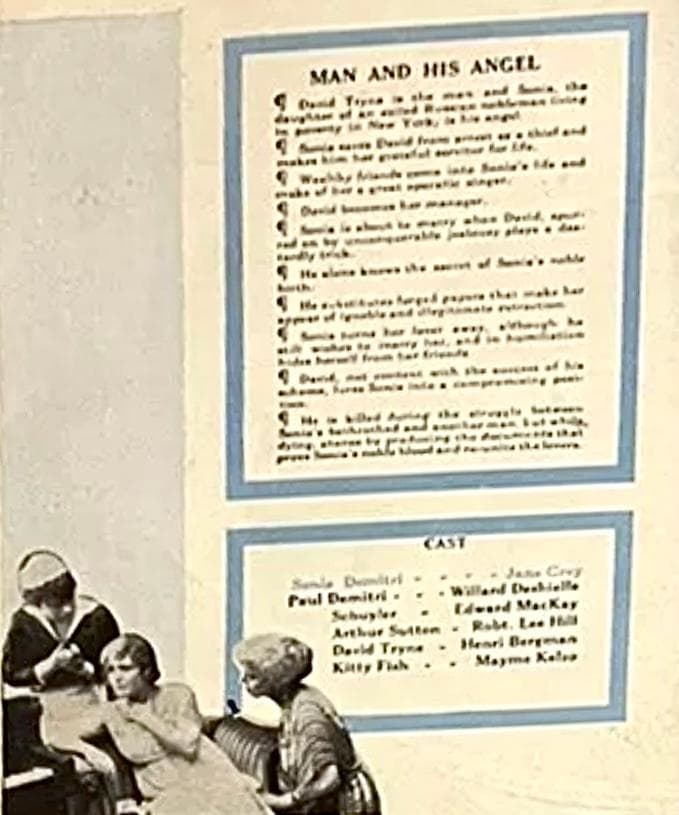 MAN AND HIS ANGEL
¶ David Tryne is the man and Sonia, the
daughter of an exiled Russian nobleman living
in poverty in New York, is his angel.
¶ Sonia saves David from arrest as a thief and
makes him her grateful servitor for life.
¶ Wealthy friends come into Sonia's life and
make of her a great operatic singer.
¶ David becomes her manager.
¶ Sonia is about to marry when David, spur-
red on by unconquerable jealousy plays a das-
tardly trick.
¶ He alone knows the secret of Sonia's noble
birth.
¶ He substitutes forged papers that make her
appear of ignoble and illegitimate extraction.
¶ Sonia turns her lover away, although he
still wishes to marry her, and in humiliation
hides herself from her friends.
¶ David, not content with the success of his
scheme, lures Sonia into a compromising posi-
tion.
¶ He is killed during the struggle between
Sonia's betheothed and another man, but while,
dying, atones by producing the documents that
prove Sonia's noble blood and re-unite the lovers.
CAST
Sonia Demitri - - - Jane Grey
Paul Demitri - - - Willard Dashiells
Schuyler - Edward MacKay
Arthur Sutton - Robt. Lee Hill
David Tryne - Henri Bergman
Kitty Fish - - Mayme Kelso